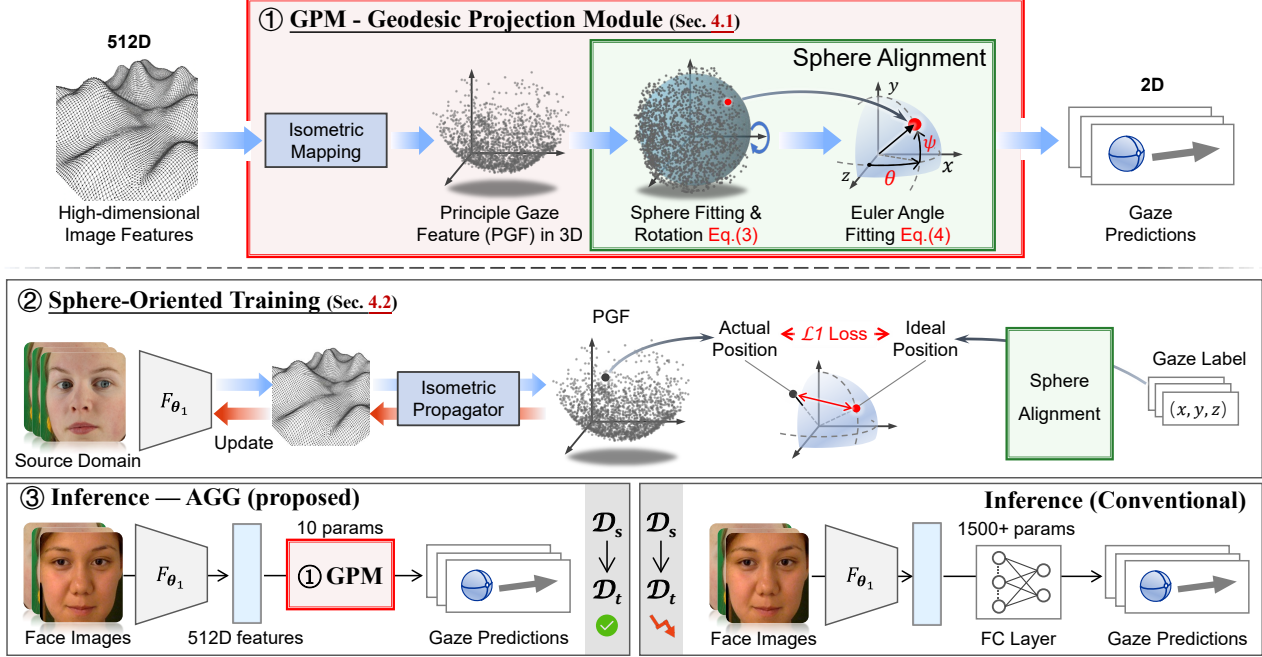 ① GPM - Geodesic Projection Module (Sec. 4.1)
512D
High-dimensional
Image Features
Isometric
Mapping
Principle Gaze
Feature (PGF) in 3D
Sphere Alignment
Sphere Fitting &
Rotation Eq.(3)
y
ψ
x
z
θ
Euler Angle
Fitting Eq.(4)
2D
Gaze
Predictions
② Sphere-Oriented Training (Sec. 4.2)
Source Domain
F_θ₁
Update
Isometric
Propagator
PGF
Actual
Position
ℒ1 Loss
Ideal
Position
Sphere
Alignment
Gaze Label
(x, y, z)
③ Inference — AGG (proposed)
Face Images
F_θ₁
512D features
10 params
① GPM
Gaze Predictions
𝒟s
𝒟t
𝒟s
𝒟t
Inference (Conventional)
Face Images
F_θ₁
1500+ params
FC Layer
Gaze Predictions